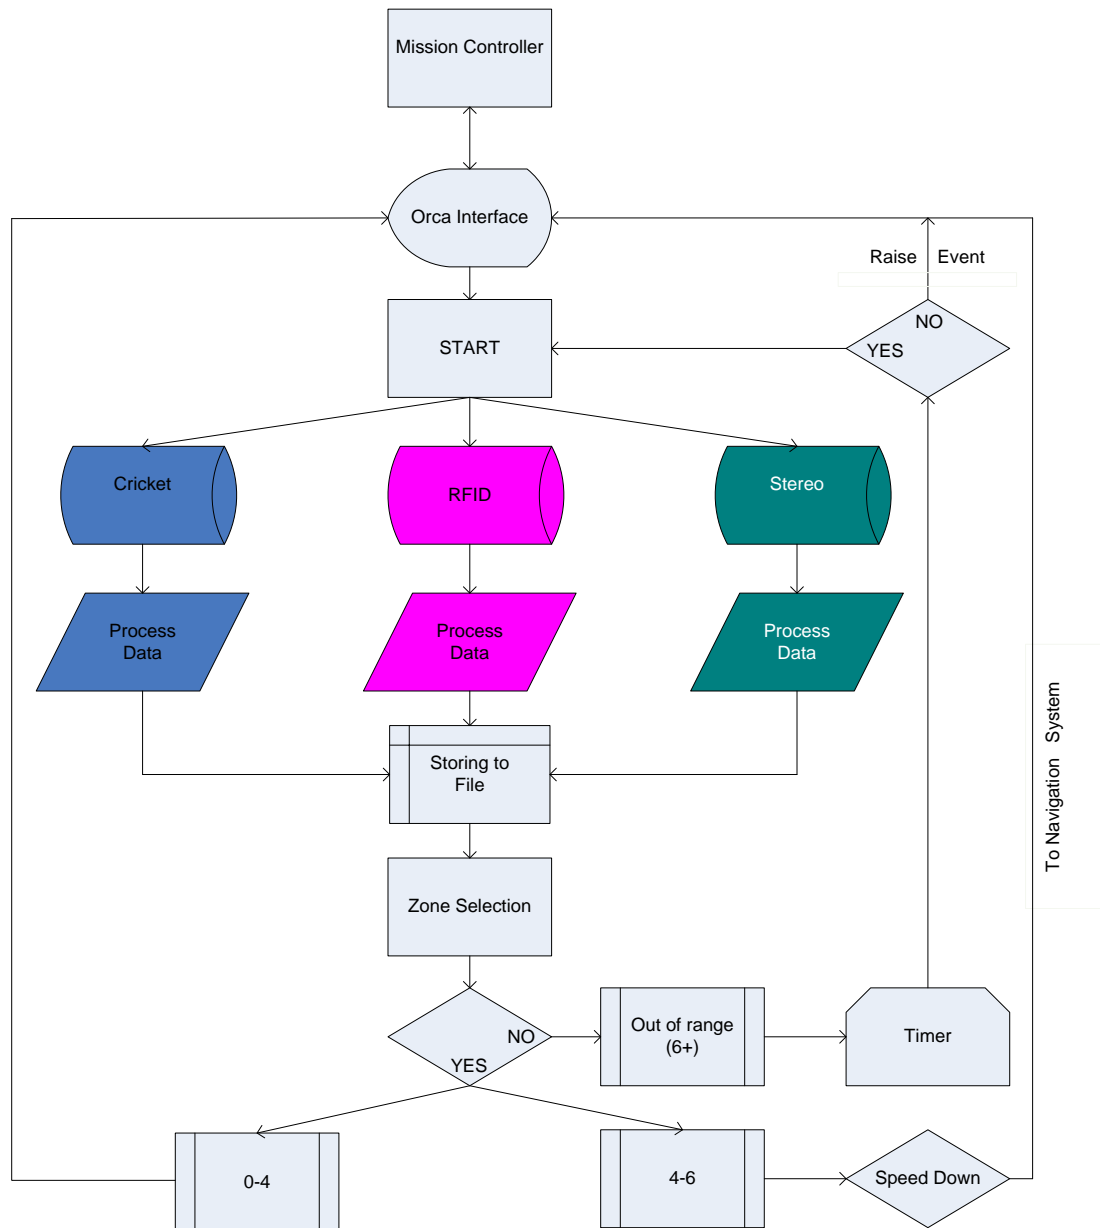 Mission Controller
Orca Interface
Raise Event
NO
YES
START
Cricket
RFID
Stereo
Process
Data
Process
Data
Process
Data
Storing to
File
To Navigation System
Zone Selection
NO
YES
Out of range
(6+)
Timer
0-4
4-6
Speed Down